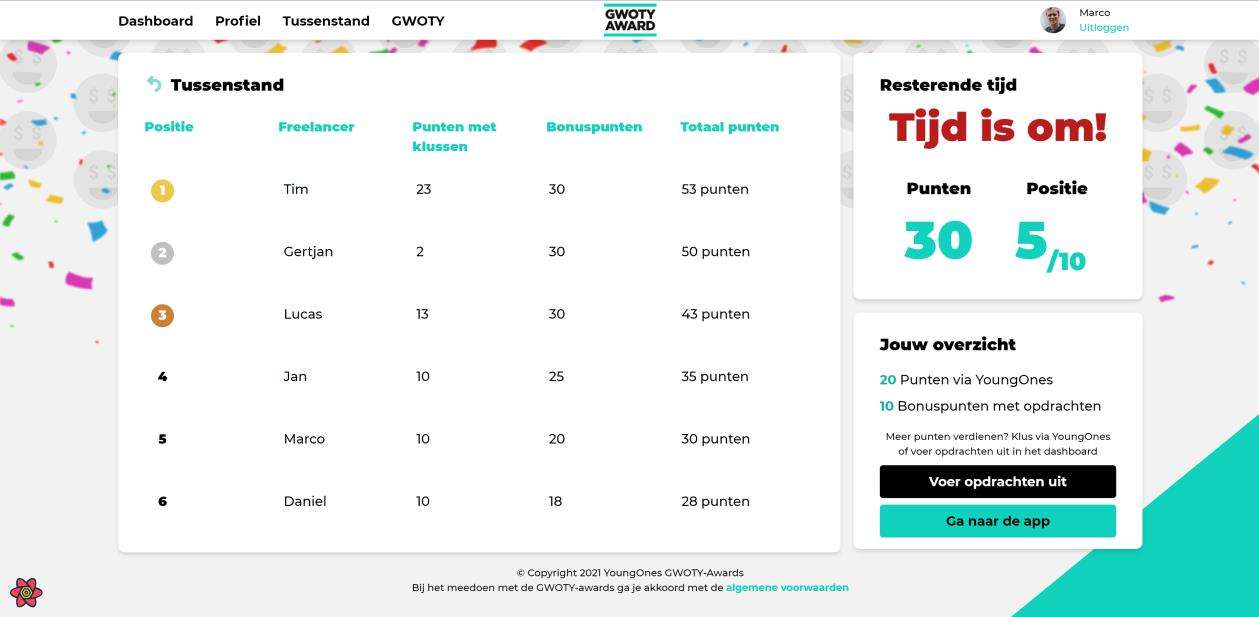 Dashboard Profiel Tussenstand GWOTY
GWOTY
AWARD
Marco
Uitloggen
Tussenstand
Positie Freelancer Punten met klussen Bonuspunten Totaal punten
1 Tim 23 30 53 punten
2 Gertjan 2 30 50 punten
3 Lucas 13 30 43 punten
4 Jan 10 25 35 punten
5 Marco 10 20 30 punten
6 Daniel 10 18 28 punten
Resterende tijd
Tijd is om!
Punten Positie
30 5/10
Jouw overzicht
20 Punten via YoungOnes
10 Bonuspunten met opdrachten
Meer punten verdienen? Klus via YoungOnes
of voer opdrachten uit in het dashboard
Voer opdrachten uit
Ga naar de app
© Copyright 2021 YoungOnes GWOTY-Awards
Bij het meedoen met de GWOTY-awards ga je akkoord met de algemene voorwaarden